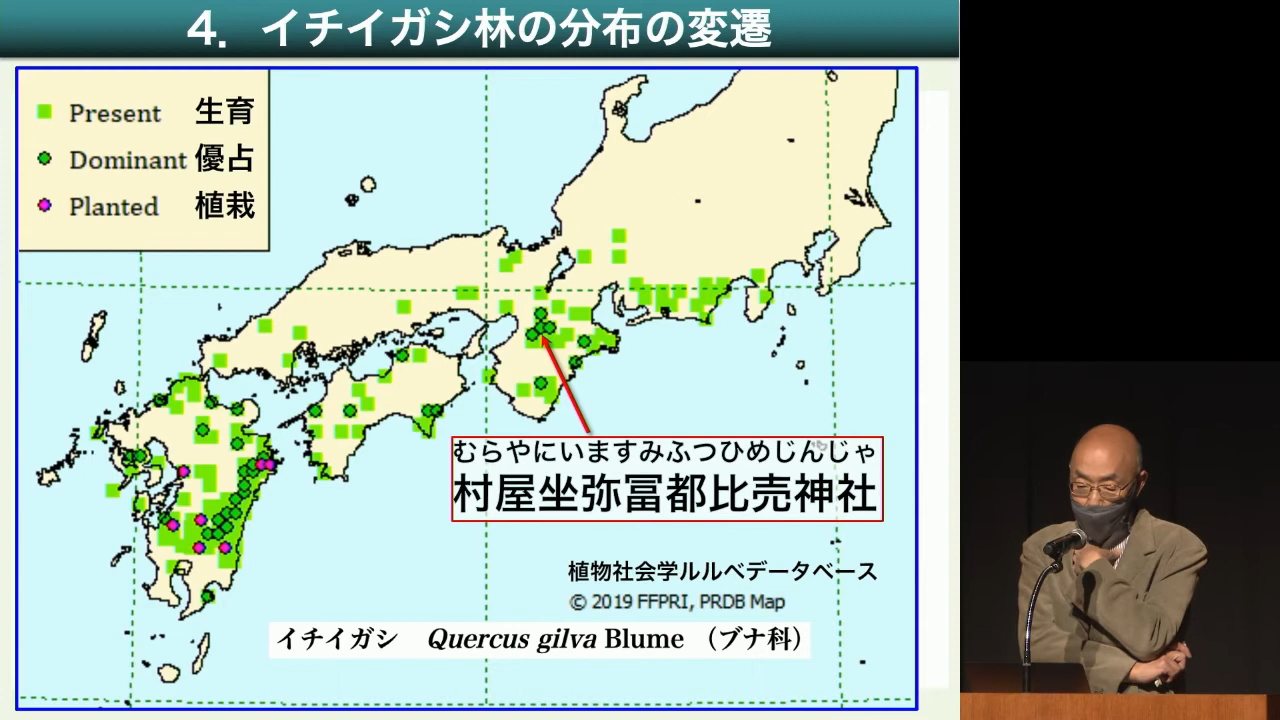 4．イチイガシ林の分布の変遷
Present 生育
Dominant 優占
Planted 植栽
むらやにいますみふつひめじんじゃ
村屋坐弥冨都比売神社
植物社会学ルルベデータベース
© 2019 FFPRI, PRDB Map
イチイガシ Quercus gilva Blume （ブナ科）